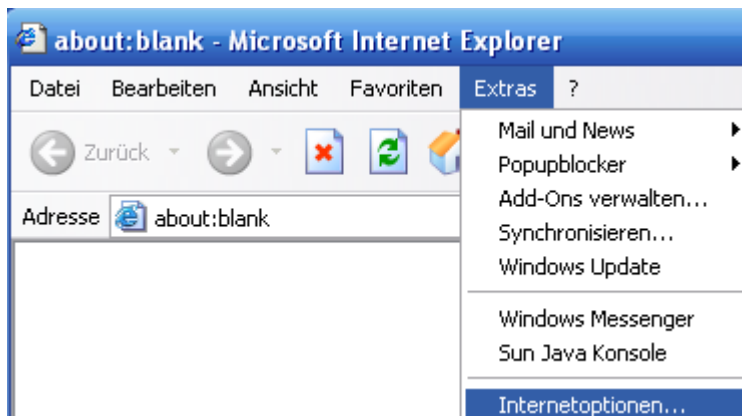 about:blank - Microsoft Internet Explorer
Datei Bearbeiten Ansicht Favoriten Extras ?
Zurück
Adresse about:blank
Mail und News
Popupblocker
Add-Ons verwalten...
Synchronisieren...
Windows Update
Windows Messenger
Sun Java Konsole
Internetoptionen...